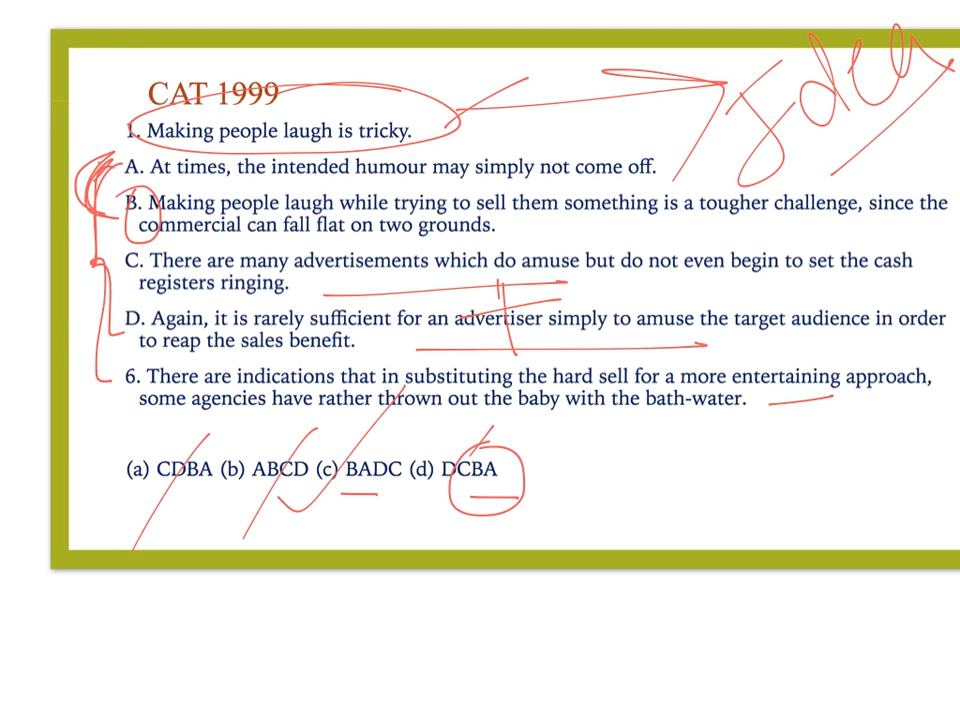 CAT 1999
1. Making people laugh is tricky.
A. At times, the intended humour may simply not come off.
B. Making people laugh while trying to sell them something is a tougher challenge, since the
commercial can fall flat on two grounds.
C. There are many advertisements which do amuse but do not even begin to set the cash
registers ringing.
D. Again, it is rarely sufficient for an advertiser simply to amuse the target audience in order
to reap the sales benefit.
6. There are indications that in substituting the hard sell for a more entertaining approach,
some agencies have rather thrown out the baby with the bath-water.
(a) CDBA (b) ABCD (c) BADC (d) DCBA